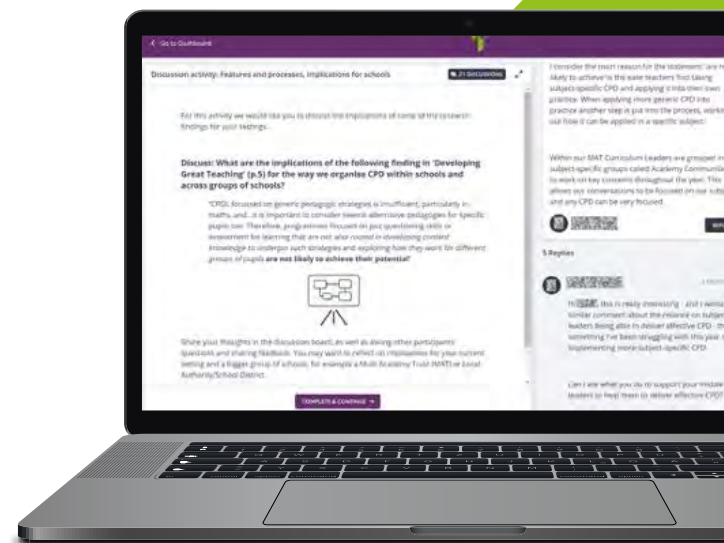 Go to Dashboard
Discussion activity: Features and processes, implications for schools
21 DISCUSSIONS
For this activity we would like you to discuss the implications of some of the research
findings for your settings.
Discuss: What are the implications of the following finding in 'Developing
Great Teaching' (p.5) for the way we organise CPD within schools and
across groups of schools?
"CPDL focussed on generic pedagogic strategies is insufficient, particularly in
maths, and...it is important to consider several alternative pedagogies for specific
pupils too. Therefore, programmes focused on just questioning skills or
assessment for learning that are not also rooted in developing content
knowledge to underpin such strategies and exploring how they work for different
groups of pupils are not likely to achieve their potential"
Share your thoughts in the discussion board, as well as asking other participants
questions and sharing feedback. You may want to reflect on implications for your current
setting and a bigger group of schools, for example a Multi Academy Trust (MAT) or Local
Authority/School District.
COMPLETE & CONTINUE
I consider the main reason for the statement 'are
likely to achieve' is the ease teachers find taking
subject-specific CPD and applying it into their own
practice. When applying more generic CPD into
practice another step is put into the process,
out how it can be applied in a specific subject.
Within our MAT Curriculum Leaders are grouped in
subject-specific groups called Academy
to work on key concerns throughout the year. This
allows our conversations to be focused on our
and any CPD can be very focused.
5 Replies
Hi this is really interesting - and I
similar comment about the reliance on
leaders being able to deliver effective CPD -
something I've been struggling with this year
implementing more subject-specific CPD.
Can I ask what you do to support your middle
leaders to help them to deliver effective CPD?